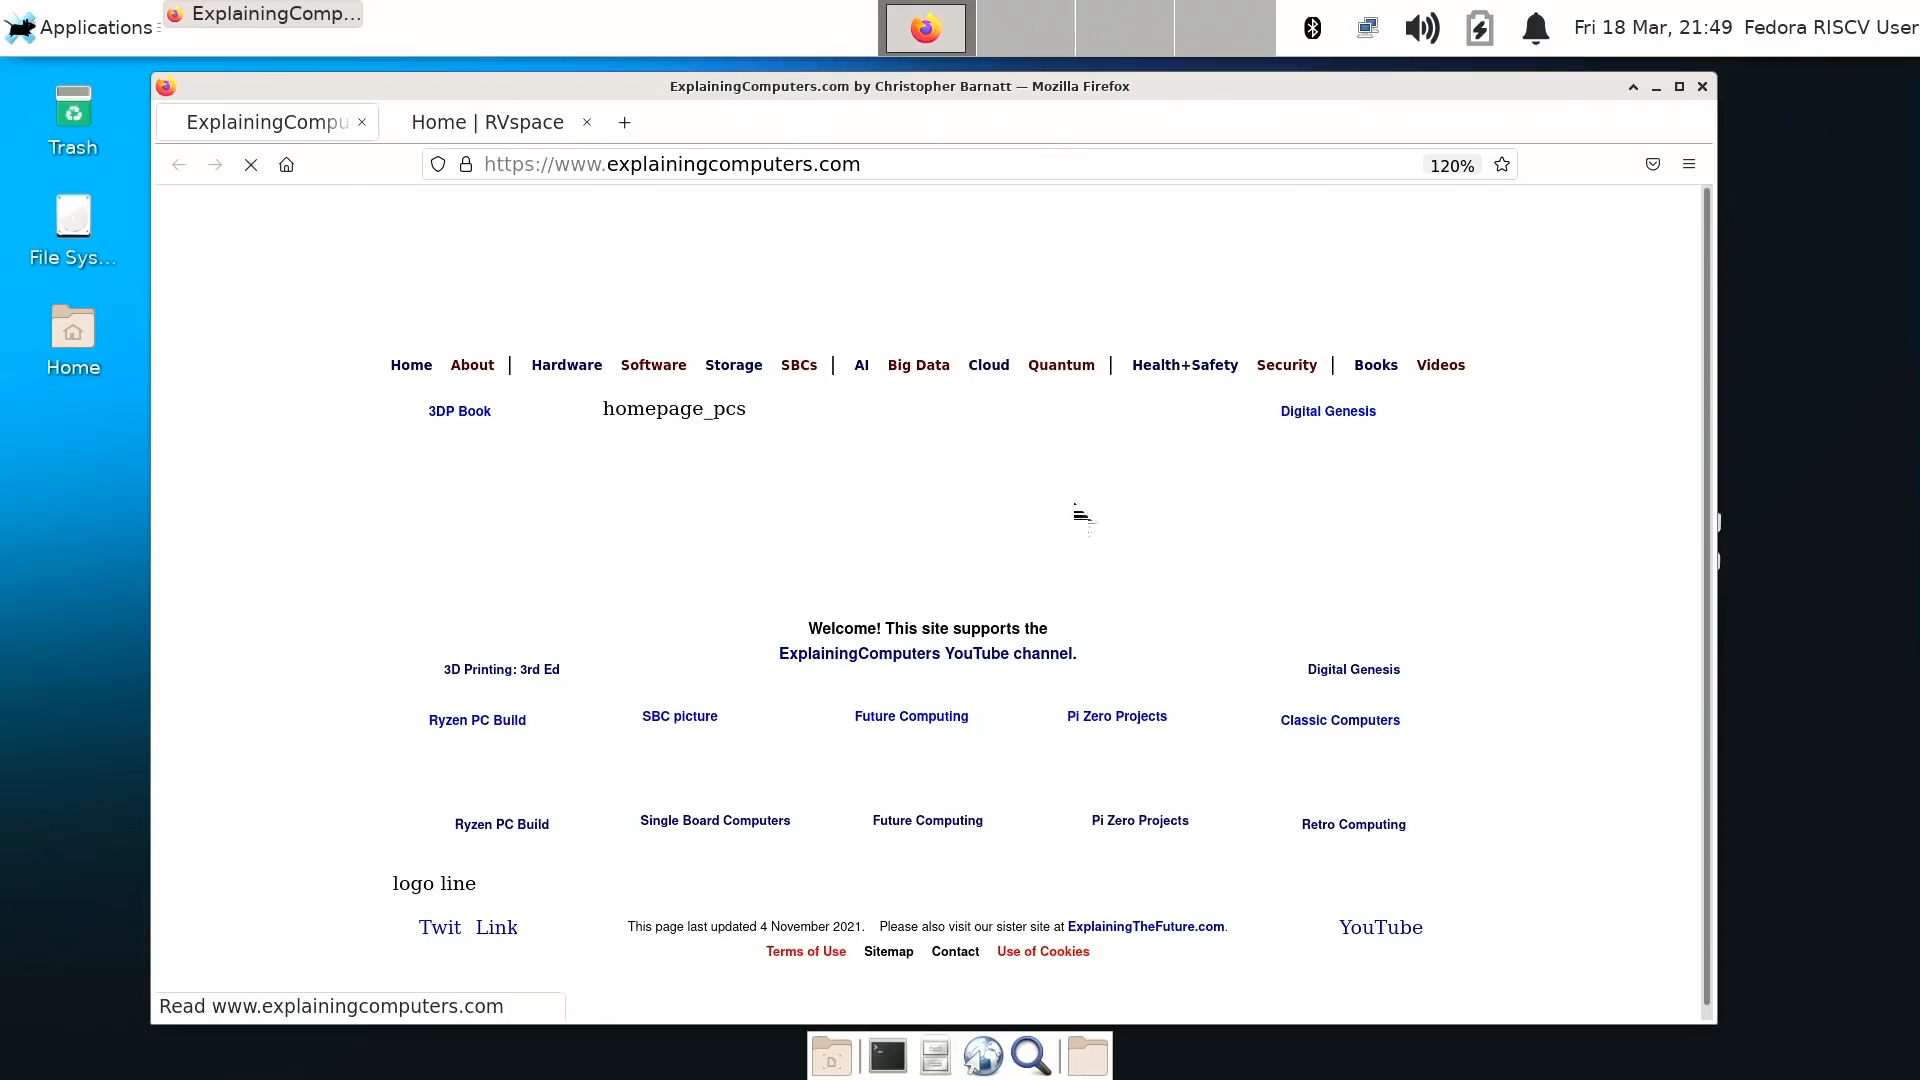 Applications
ExplainingComp...
Fri 18 Mar, 21:49 Fedora RISCV User
Trash
File Sys...
Home
ExplainingComputers.com by Christopher Barnatt — Mozilla Firefox
ExplainingCompu
Home | RVspace
https://www.explainingcomputers.com
120%
Home About | Hardware Software Storage SBCs | AI Big Data Cloud Quantum | Health+Safety Security | Books Videos
3DP Book
homepage_pcs
Digital Genesis
Welcome! This site supports the
ExplainingComputers YouTube channel.
3D Printing: 3rd Ed
Digital Genesis
Ryzen PC Build
SBC picture
Future Computing
Pi Zero Projects
Classic Computers
Ryzen PC Build
Single Board Computers
Future Computing
Pi Zero Projects
Retro Computing
logo line
Twit Link
This page last updated 4 November 2021. Please also visit our sister site at ExplainingTheFuture.com.
YouTube
Terms of Use Sitemap Contact Use of Cookies
Read www.explainingcomputers.com